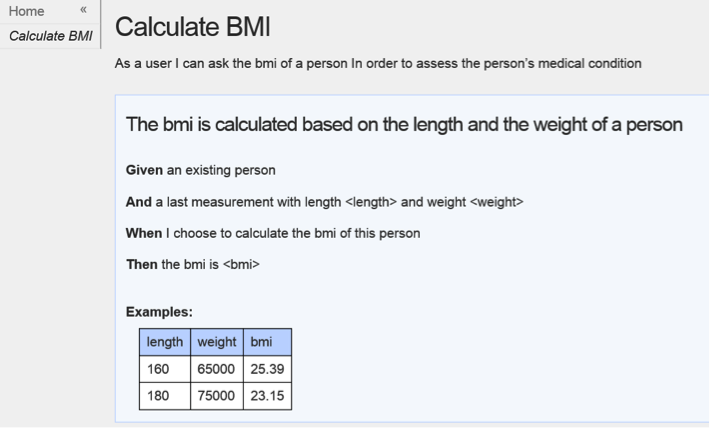 Home «
Calculate BMI
Calculate BMI
As a user I can ask the bmi of a person In order to assess the person's medical condition
The bmi is calculated based on the length and the weight of a person
Given an existing person
And a last measurement with length <length> and weight <weight>
When I choose to calculate the bmi of this person
Then the bmi is <bmi>
Examples:
length weight bmi
160 65000 25.39
180 75000 23.15